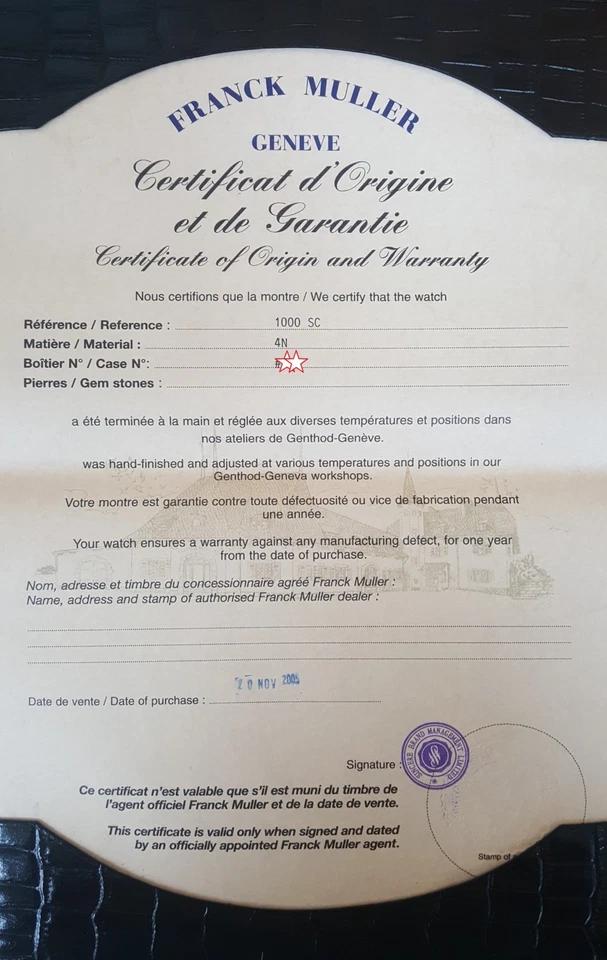 FRANCK MULLER
GENEVE
Certificat d'Origine
et de Garantie
Certificate of Origin and Warranty
Nous certifions que la montre / We certify that the watch
Référence / Reference : 1000 SC
Matière / Material : 4N
Boîtier N° / Case N°:
Pierres / Gem stones :
a été terminée à la main et réglée aux diverses températures et positions dans
nos ateliers de Genthod-Genève.
was hand-finished and adjusted at various temperatures and positions in our
Genthod-Geneva workshops.
Votre montre est garantie contre toute défectuosité ou vice de fabrication pendant
une année.
Your watch ensures a warranty against any manufacturing defect, for one year
from the date of purchase.
Nom, adresse et timbre du concessionnaire agréé Franck Muller :
Name, address and stamp of authorised Franck Muller dealer :
20 NOV 2005
Date de vente / Date of purchase :
SINCERE BRAND MANAGEMENT LIMITED
Signature :
Ce certificat n'est valable que s'il est muni du timbre de
l'agent officiel Franck Muller et de la date de vente.
This certificate is valid only when signed and dated
by an officially appointed Franck Muller agent.
Stamp of